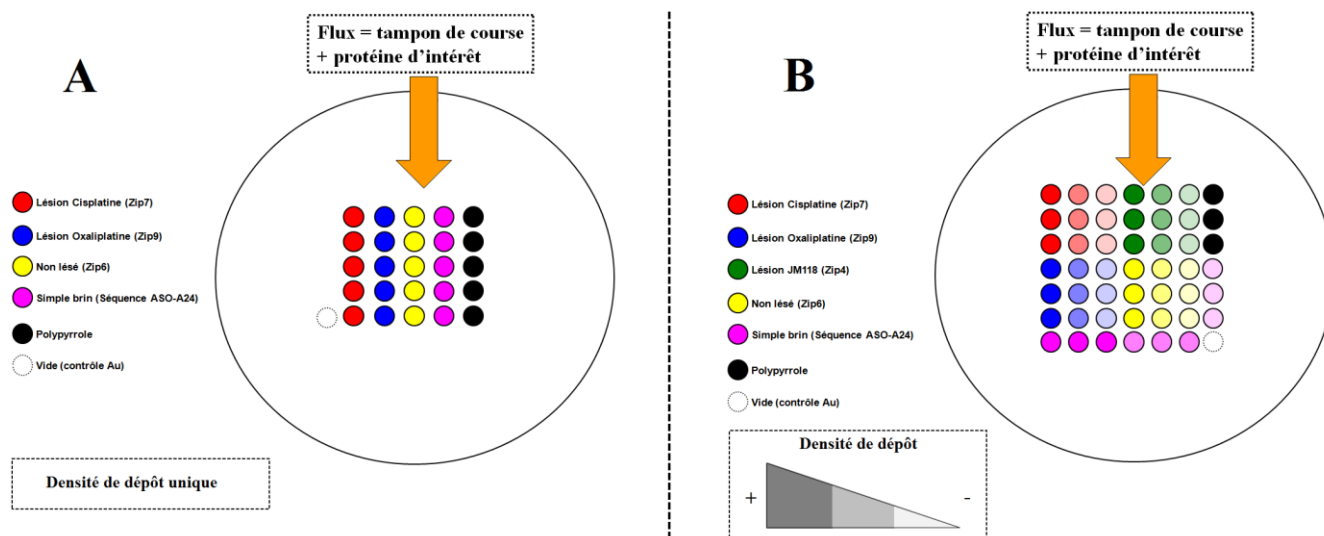 A
Flux = tampon de course
+ protéine d’intérêt
Lésion Cisplatine (Zip7)
Lésion Oxaliplatine (Zip9)
Non lésé (Zip6)
Simple brin (Séquence ASO-A24)
Polypyrrole
Vide (contrôle Au)
Densité de dépôt unique
B
Flux = tampon de course
+ protéine d’intérêt
Lésion Cisplatine (Zip7)
Lésion Oxaliplatine (Zip9)
Lésion JM118 (Zip4)
Non lésé (Zip6)
Simple brin (Séquence ASO-A24)
Polypyrrole
Vide (contrôle Au)
Densité de dépôt
+ -